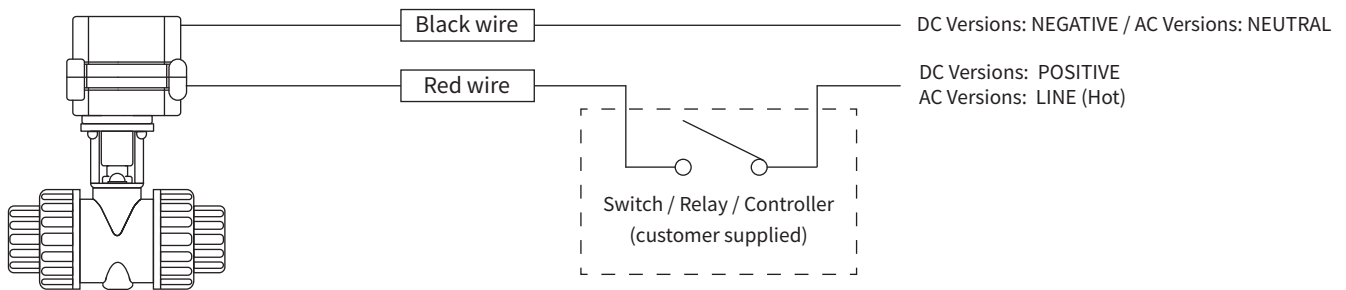 Black wire
DC Versions: NEGATIVE / AC Versions: NEUTRAL
Red wire
DC Versions: POSITIVE
AC Versions: LINE (Hot)
Switch / Relay / Controller
(customer supplied)